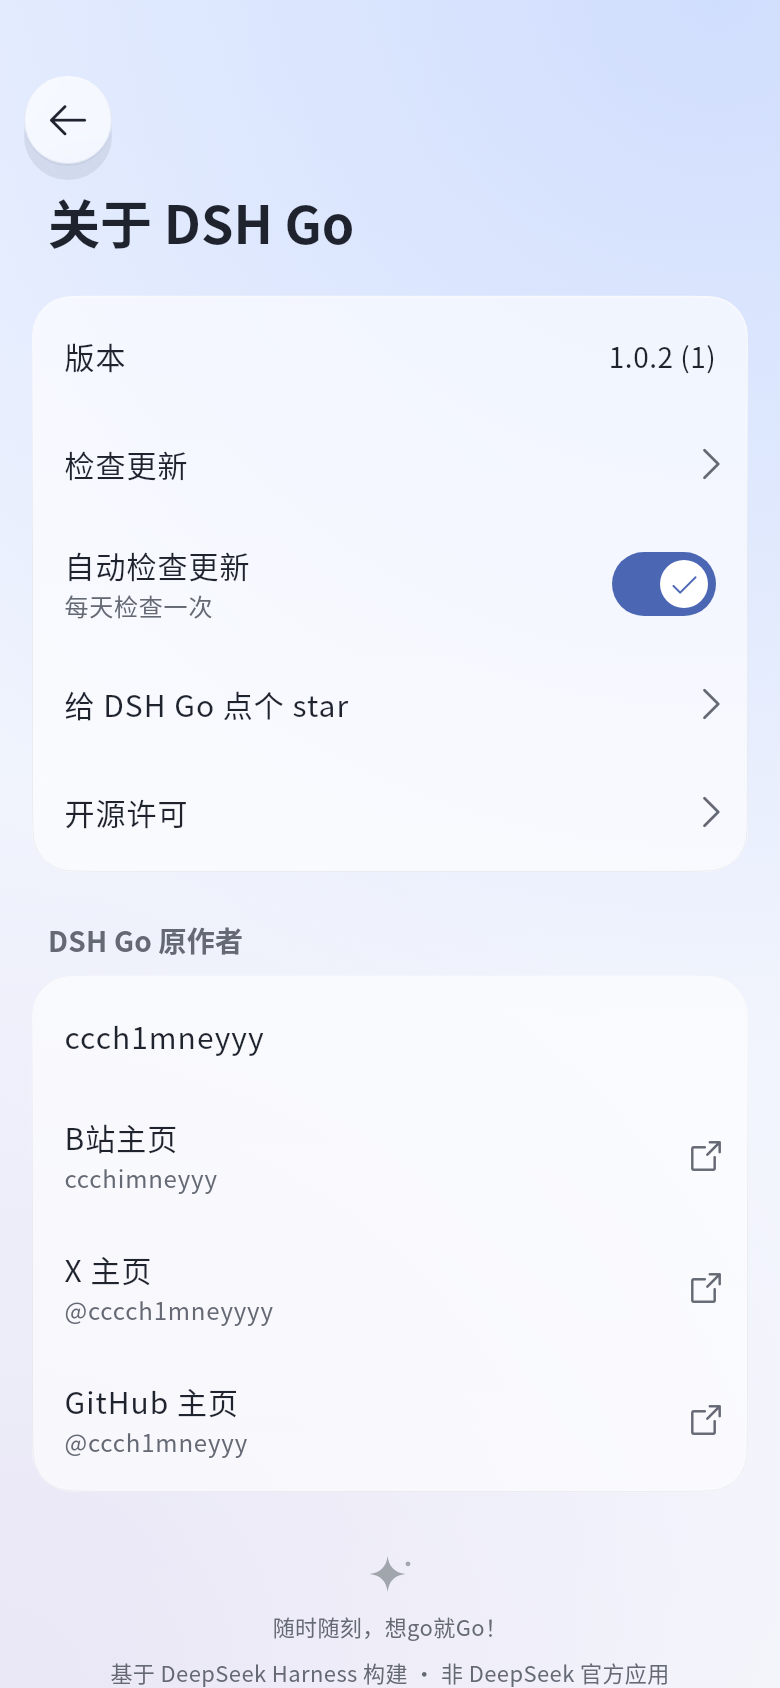 关于 DSH Go
版本
1.0.2 (1)
检查更新
自动检查更新
每天检查一次
给 DSH Go 点个 star
开源许可
DSH Go 原作者
ccch1mneyyy
B站主页
ccchimneyyy
X 主页
@cccch1mneyyyy
GitHub 主页
@ccch1mneyyy
随时随刻，想go就Go！
基于 DeepSeek Harness 构建 · 非 DeepSeek 官方应用